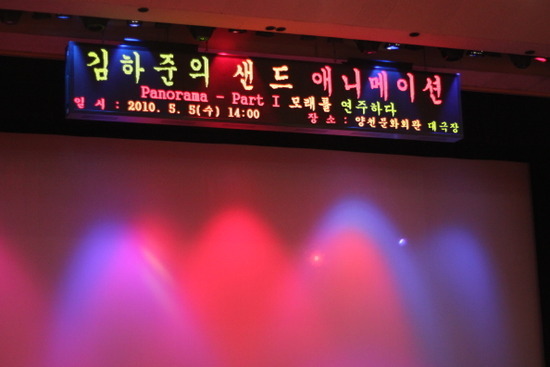 김하준의 샌드 애니메이션
Panorama - Part I 모래를 연주하다
일 시 : 2010. 5. 5(수) 14:00 장 소 : 양산문화회관 대극장